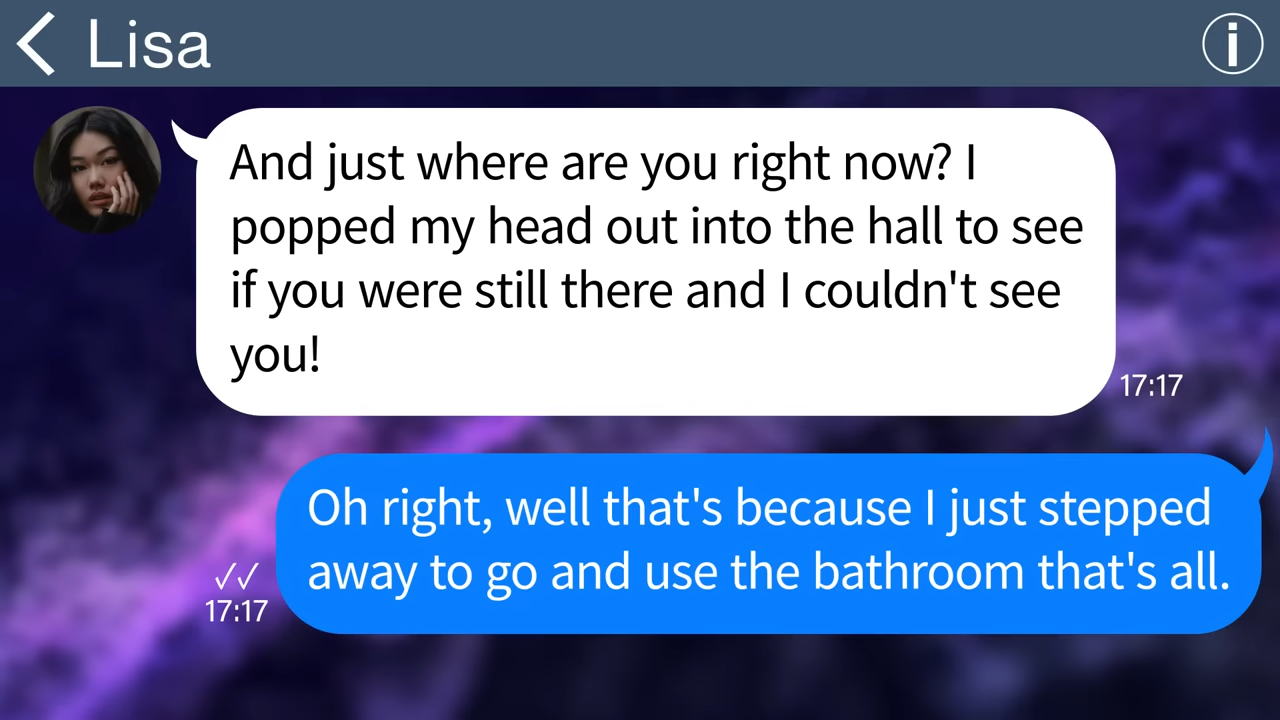 Lisa
And just where are you right now? I
popped my head out into the hall to see
if you were still there and I couldn't see
you!
17:17
Oh right, well that's because I just stepped
away to go and use the bathroom that's all.
17:17